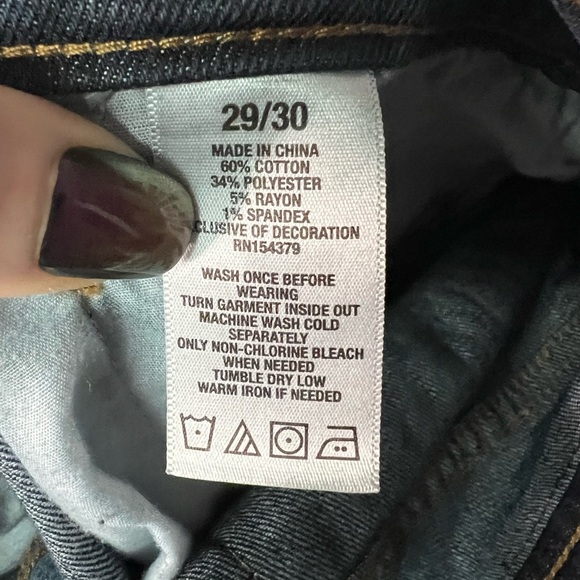 29/30
MADE IN CHINA
60% COTTON
34% POLYESTER
5% RAYON
1% SPANDEX
CLUSIVE OF DECORATION
RN154379
WASH ONCE BEFORE
WEARING
TURN GARMENT INSIDE OUT
MACHINE WASH COLD
SEPARATELY
ONLY NON-CHLORINE BLEACH
WHEN NEEDED
TUMBLE DRY LOW
WARM IRON IF NEEDED